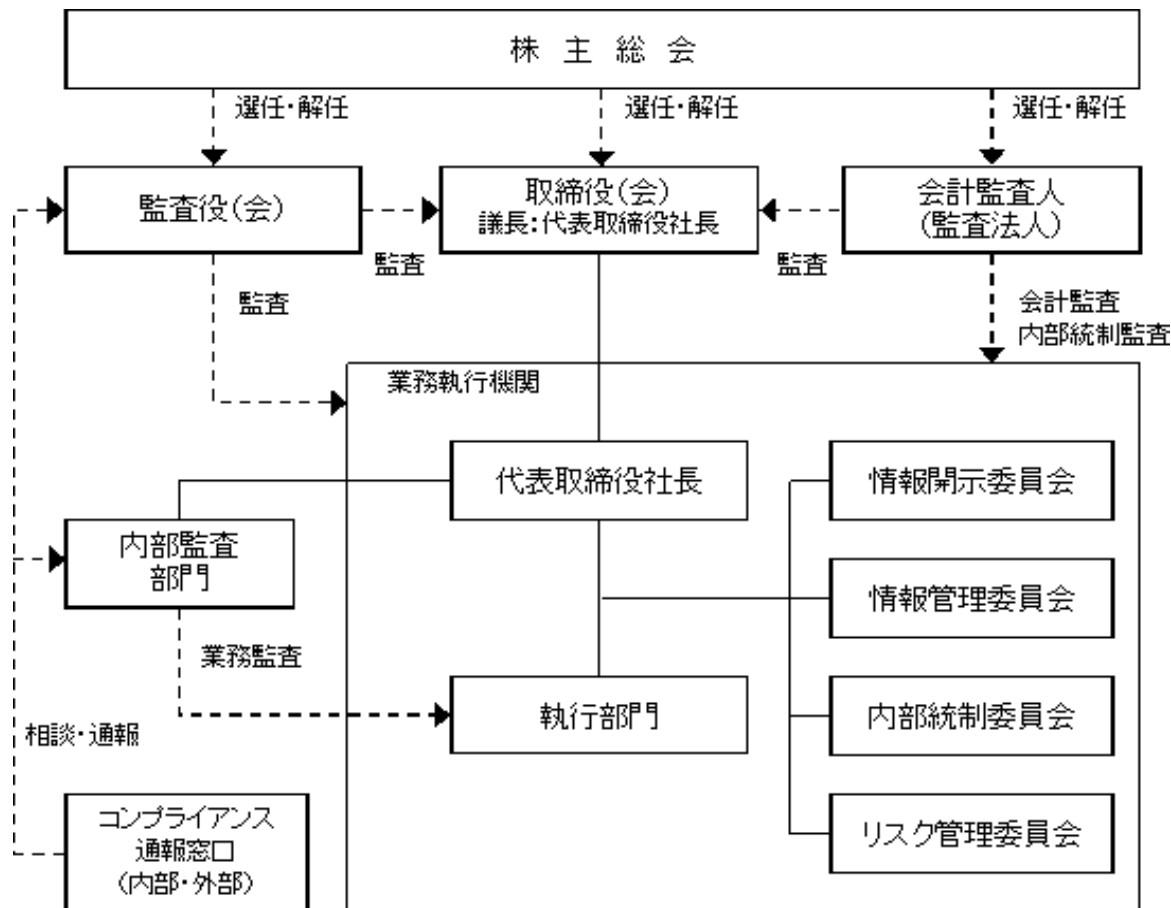 株主総会
選任・解任
選任・解任
選任・解任
監査役(会)
取締役(会)
議長:代表取締役社長
会計監査人
(監査法人)
監査
監査
監査
会計監査
内部統制監査
業務執行機関
代表取締役社長
情報開示委員会
内部監査
部門
情報管理委員会
業務監査
執行部門
内部統制委員会
相談・通報
コンプライアンス
通報窓口
(内部・外部)
リスク管理委員会